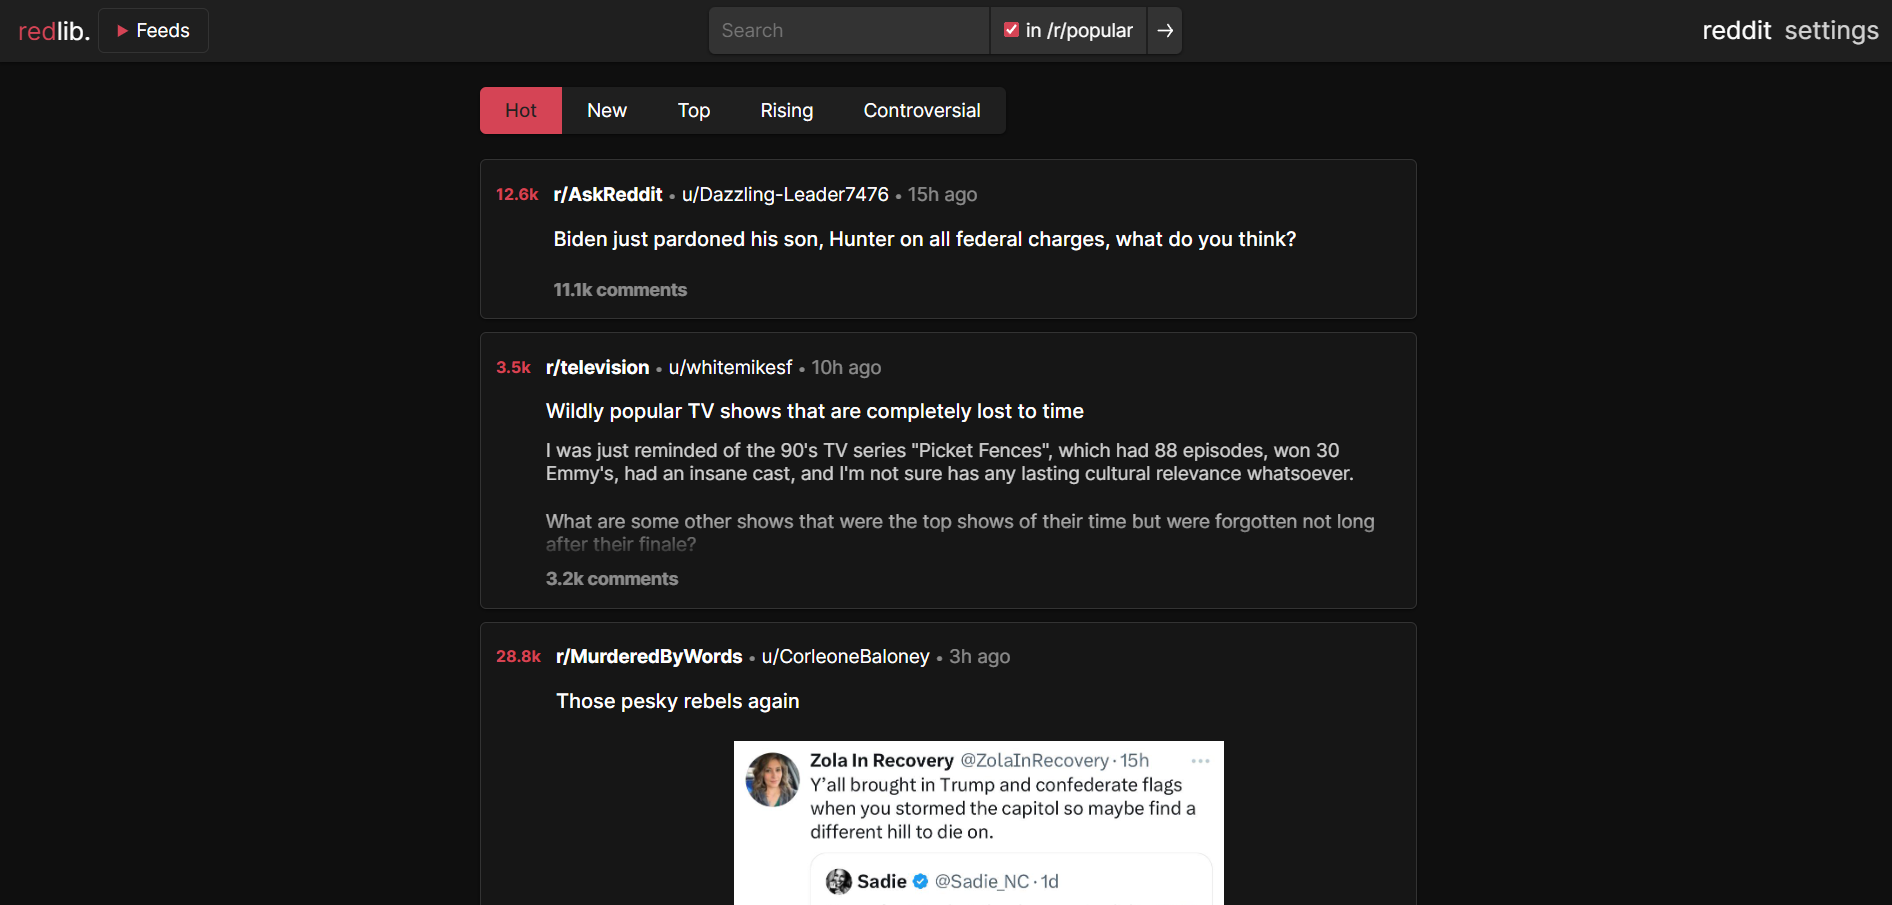 redlib. Feeds Search in /r/popular → reddit settings
Hot New Top Rising Controversial
12.6k r/AskReddit • u/Dazzling-Leader7476 • 15h ago
Biden just pardoned his son, Hunter on all federal charges, what do you think?
11.1k comments
3.5k r/television • u/whitemikesf • 10h ago
Wildly popular TV shows that are completely lost to time
I was just reminded of the 90's TV series "Picket Fences", which had 88 episodes, won 30
Emmy's, had an insane cast, and I'm not sure has any lasting cultural relevance whatsoever.
What are some other shows that were the top shows of their time but were forgotten not long
after their finale?
3.2k comments
28.8k r/MurderedByWords • u/CorleoneBaloney • 3h ago
Those pesky rebels again
Zola In Recovery @ZolaInRecovery · 15h
Y'all brought in Trump and confederate flags
when you stormed the capitol so maybe find a
different hill to die on.
Sadie @Sadie_NC · 1d